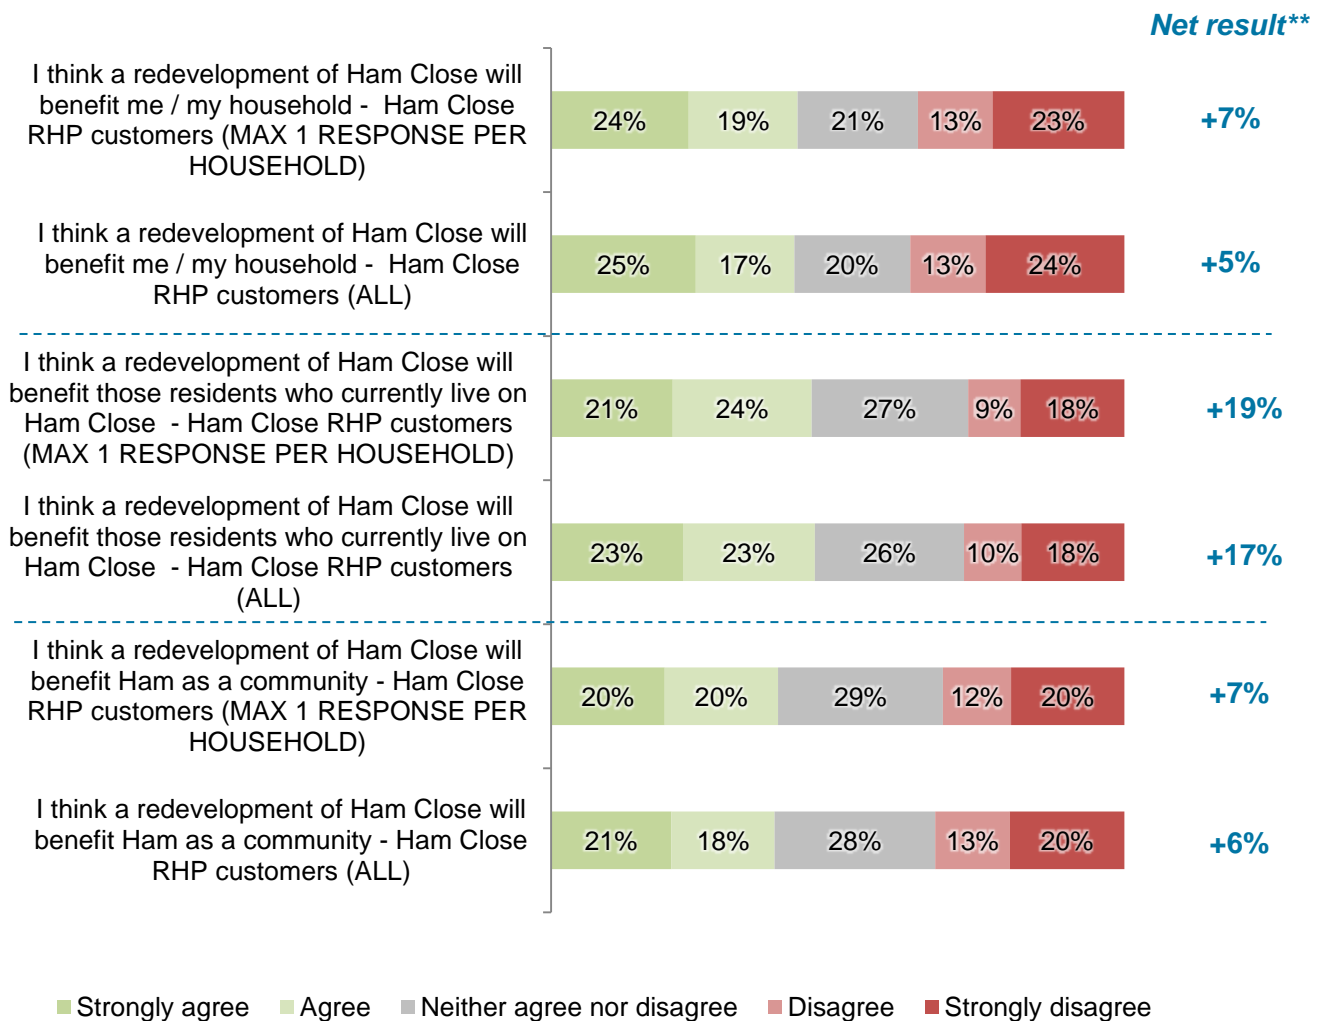 Net result**
I think a redevelopment of Ham Close will
benefit me / my household - Ham Close
RHP customers (MAX 1 RESPONSE PER
HOUSEHOLD)
24% 19% 21% 13% 23% +7%
I think a redevelopment of Ham Close will
benefit me / my household - Ham Close
RHP customers (ALL)
25% 17% 20% 13% 24% +5%
I think a redevelopment of Ham Close will
benefit those residents who currently live on
Ham Close - Ham Close RHP customers
(MAX 1 RESPONSE PER HOUSEHOLD)
21% 24% 27% 9% 18% +19%
I think a redevelopment of Ham Close will
benefit those residents who currently live on
Ham Close - Ham Close RHP customers
(ALL)
23% 23% 26% 10% 18% +17%
I think a redevelopment of Ham Close will
benefit Ham as a community - Ham Close
RHP customers (MAX 1 RESPONSE PER
HOUSEHOLD)
20% 20% 29% 12% 20% +7%
I think a redevelopment of Ham Close will
benefit Ham as a community - Ham Close
RHP customers (ALL)
21% 18% 28% 13% 20% +6%
Strongly agree Agree Neither agree nor disagree Disagree Strongly disagree